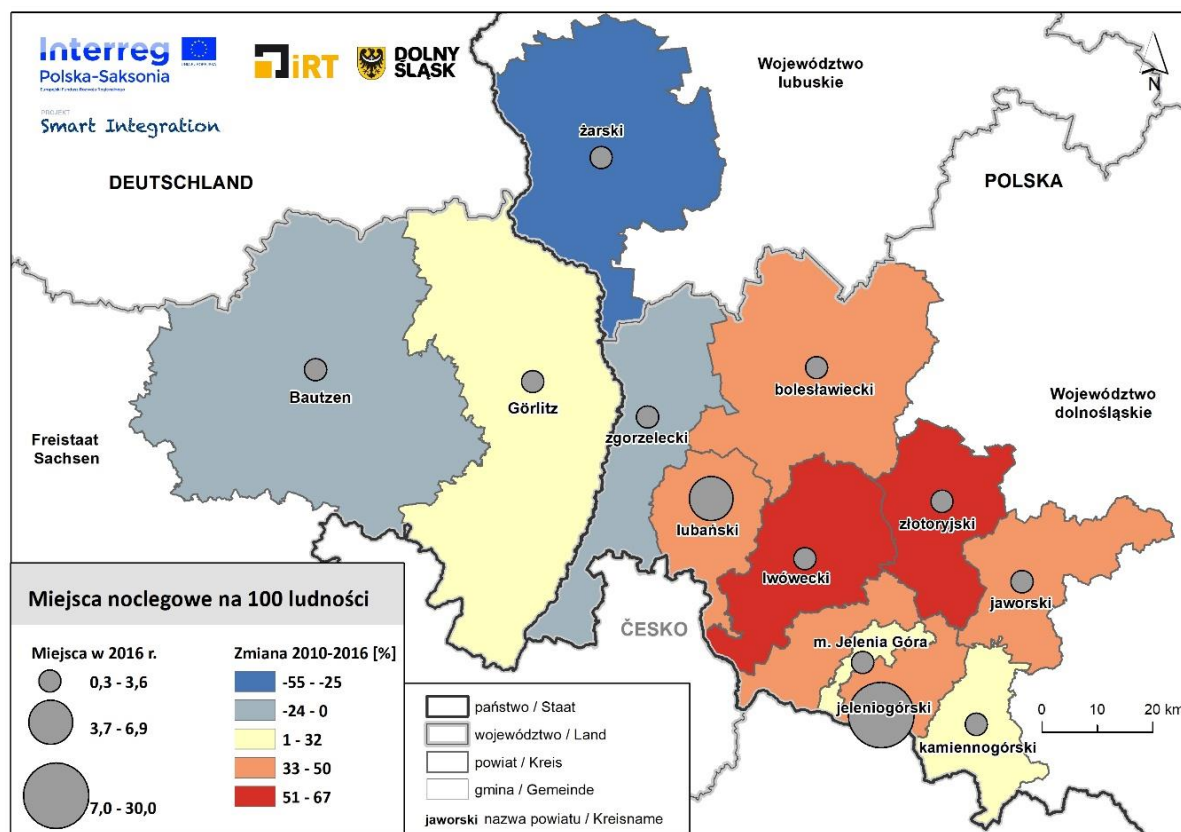 Interreg
Polska-Saksonia
PROJEKT
Smart Integration
iRT
DOLNY
ŚLĄSK
Województwo
lubuskie
N
żarski
DEUTSCHLAND
POLSKA
Bautzen
Görlitz
zgorzelecki
bolesławiecki
Województwo
dolnośląskie
Freistaat
Sachsen
lubański
złotoryjski
lwówecki
jaworski
ČESKO
m. Jelenia Góra
jeleniogórski
kamiennogórski
0 10 20 km
Miejsca noclegowe na 100 ludności
Miejsca w 2016 r.
0,3 - 3,6
3,7 - 6,9
7,0 - 30,0
Zmiana 2010-2016 [%]
-55 - -25
-24 - 0
1 - 32
33 - 50
51 - 67
państwo / Staat
województwo / Land
powiat / Kreis
gmina / Gemeinde
jaworski nazwa powiatu / Kreisname